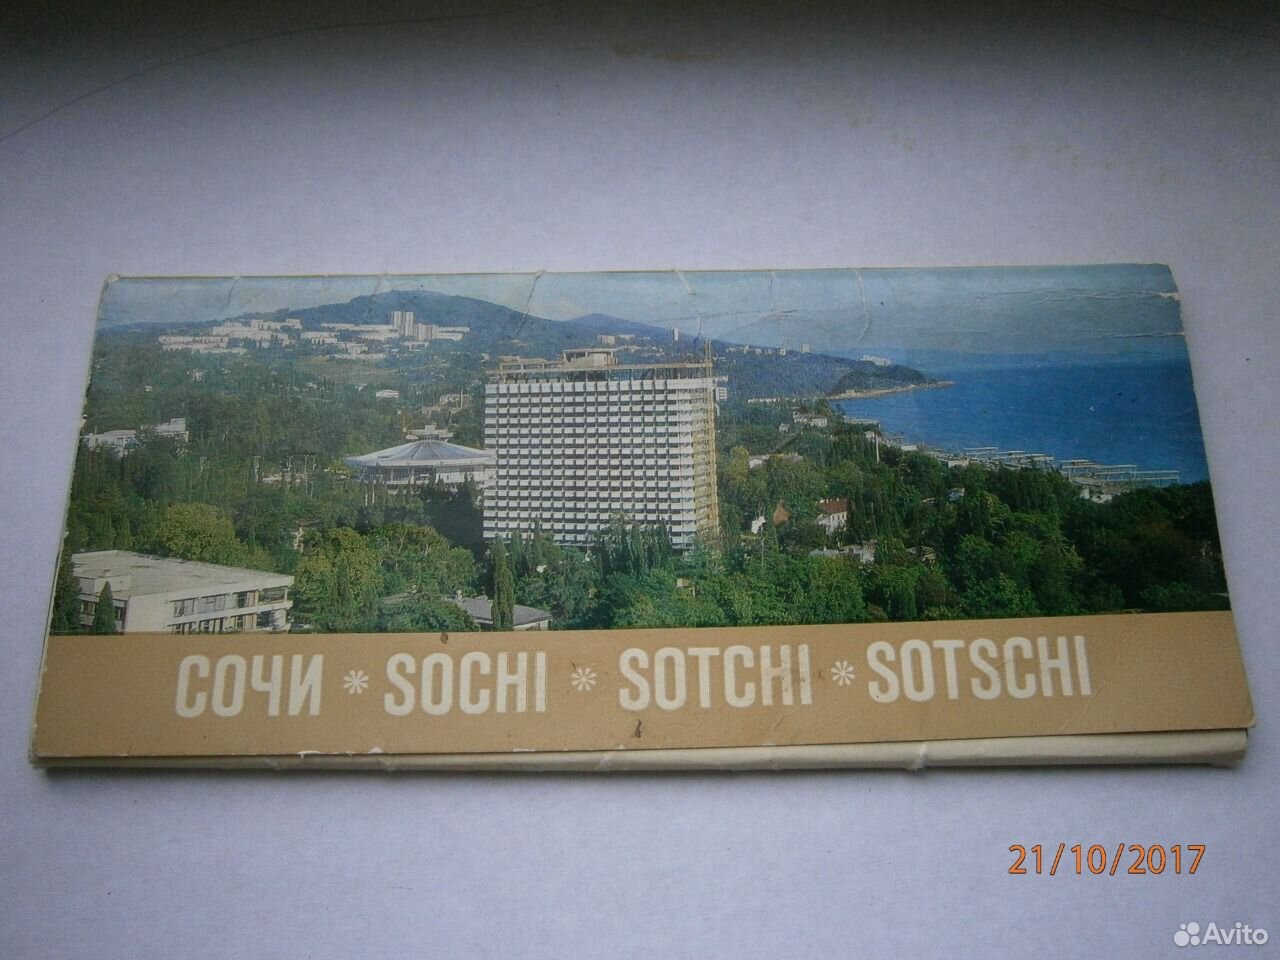 СОЧИ * SOCHI * SOTCHI * SOTSCHI
21/10/2017
Avito